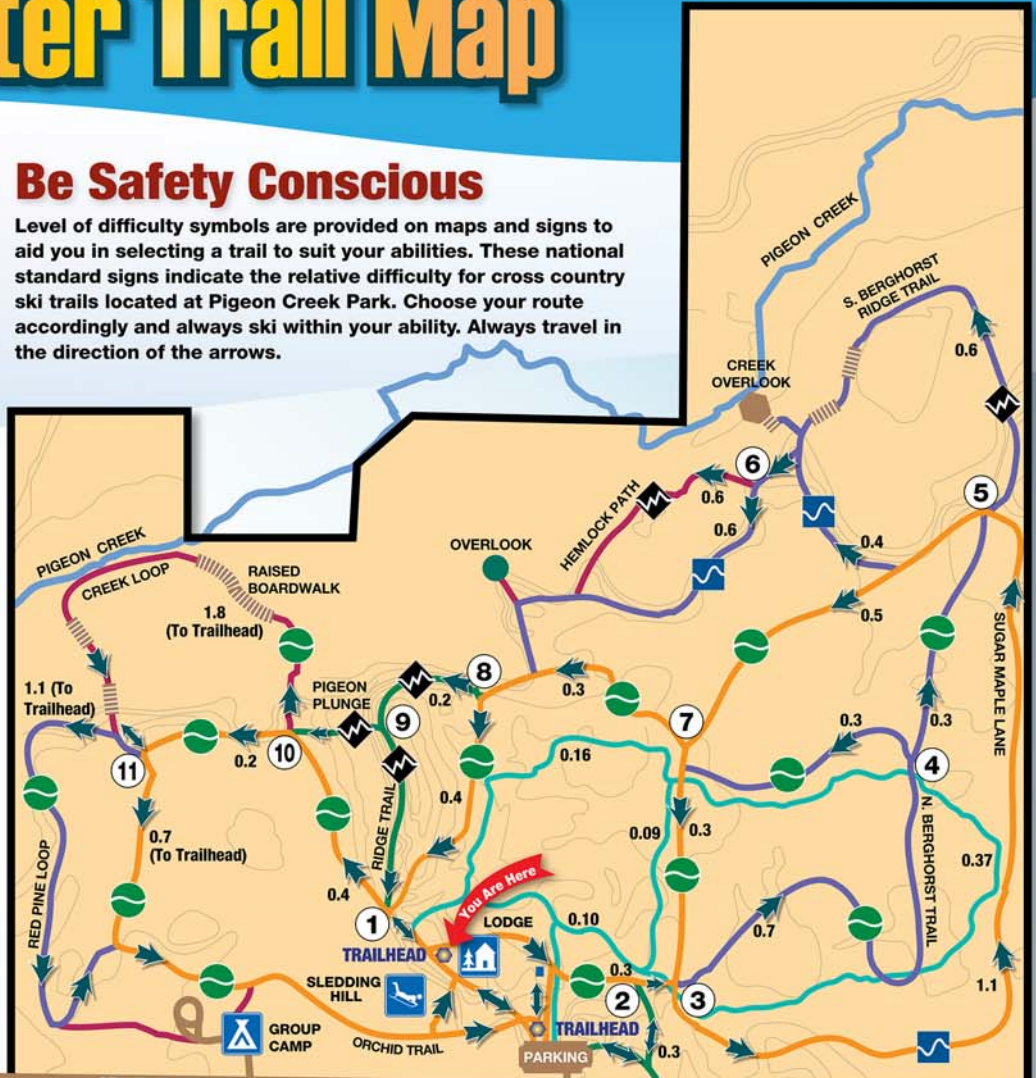 ter Trail Map
Be Safety Conscious
Level of difficulty symbols are provided on maps and signs to
aid you in selecting a trail to suit your abilities. These national
standard signs indicate the relative difficulty for cross country
ski trails located at Pigeon Creek Park. Choose your route
accordingly and always ski within your ability. Always travel in
the direction of the arrows.
PIGEON CREEK
S. BERGHORST
RIDGE TRAIL
0.6
CREEK
OVERLOOK
6
5
0.6
HEMLOCK PATH
0.6
OVERLOOK
0.4
0.5
PIGEON CREEK
CREEK LOOP
RAISED
BOARDWALK
1.8
(To Trailhead)
SUGAR MAPLE LANE
1.1 (To
Trailhead)
PIGEON
PLUNGE
8
0.2
0.3
9
7
0.3
0.3
10
11
0.2
4
0.16
0.4
RIDGE TRAIL
0.09
0.3
N. BERGHORST TRAIL
0.7
(To Trailhead)
0.37
RED PINE LOOP
0.4
You Are Here
1
LODGE
0.10
0.7
TRAILHEAD
SLEDDING
HILL
0.3
2
3
1.1
GROUP
CAMP
ORCHID TRAIL
TRAILHEAD
PARKING
0.3